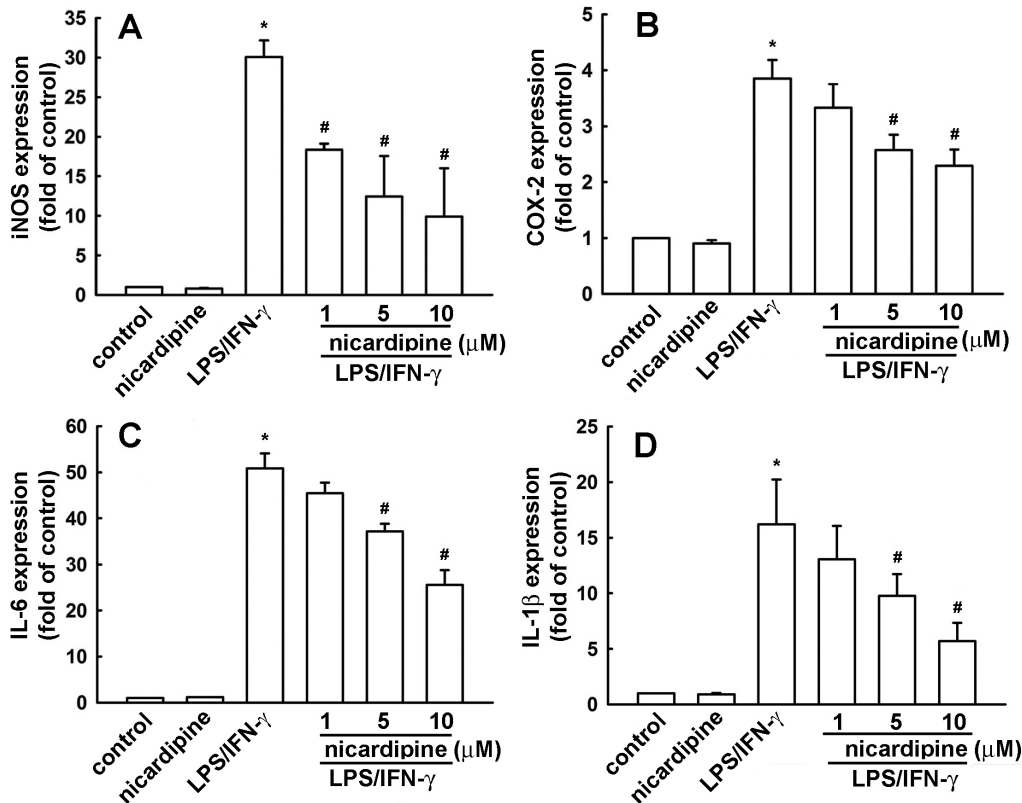 A
iNOS expression
(fold of control)
35
30
25
20
15
10
5
0
*
#
#
#
control
nicardipine
LPS/IFN-γ
1 5 10
nicardipine (μM)
LPS/IFN-γ
B
COX-2 expression
(fold of control)
5
4
3
2
1
0
*
#
#
control
nicardipine
LPS/IFN-γ
1 5 10
nicardipine (μM)
LPS/IFN-γ
C
IL-6 expression
(fold of control)
60
50
40
30
20
10
0
*
#
#
control
nicardipine
LPS/IFN-γ
1 5 10
nicardipine (μM)
LPS/IFN-γ
D
IL-1β expression
(fold of control)
25
20
15
10
5
0
*
#
#
control
nicardipine
LPS/IFN-γ
1 5 10
nicardipine (μM)
LPS/IFN-γ